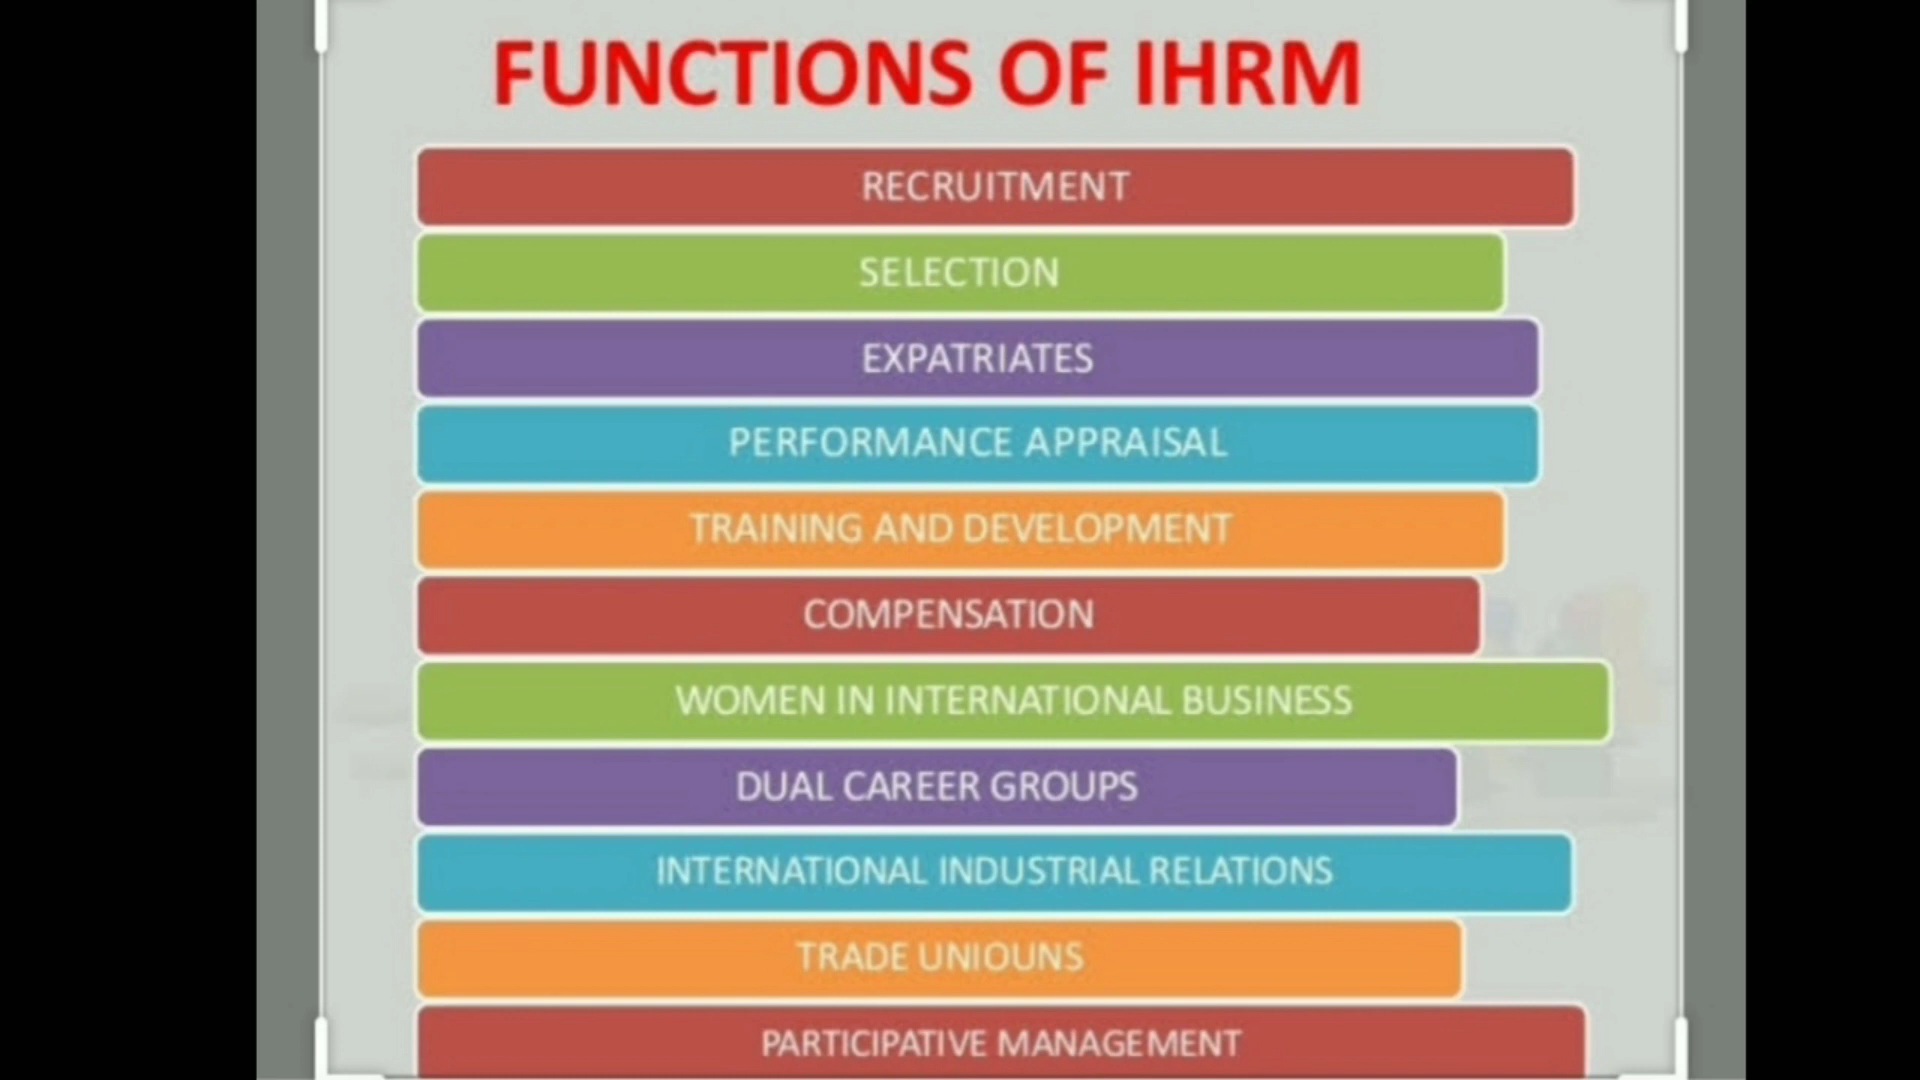 FUNCTIONS OF IHRM
RECRUITMENT
SELECTION
EXPATRIATES
PERFORMANCE APPRAISAL
TRAINING AND DEVELOPMENT
COMPENSATION
WOMEN IN INTERNATIONAL BUSINESS
DUAL CAREER GROUPS
INTERNATIONAL INDUSTRIAL RELATIONS
TRADE UNIOUNS
PARTICIPATIVE MANAGEMENT